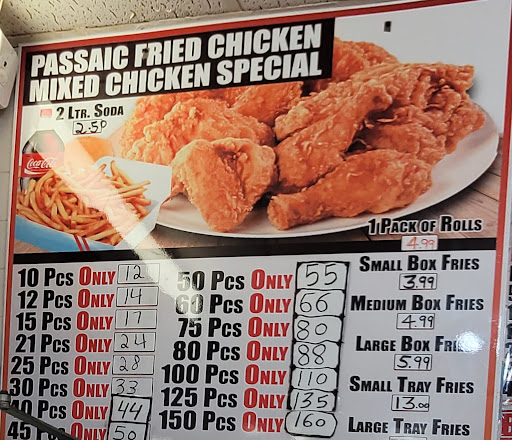 PASSAIC FRIED CHICKEN
MIXED CHICKEN SPECIAL
2 LTR. SODA
2.50
Coca-Cola
1 PACK OF ROLLS
4.99
10 PCS ONLY 12
12 PCS ONLY 14
15 PCS ONLY 17
21 PCS ONLY 24
25 PCS ONLY 28
30 PCS ONLY 33
40 PCS ONLY 44
45 PCS ONLY 50
50 PCS ONLY 55
60 PCS ONLY 66
75 PCS ONLY 80
80 PCS ONLY 88
100 PCS ONLY 110
125 PCS ONLY 135
150 PCS ONLY 160
SMALL BOX FRIES
3.99
MEDIUM BOX FRIES
4.99
LARGE BOX FRIES
5.99
SMALL TRAY FRIES
13.00
LARGE TRAY FRIES